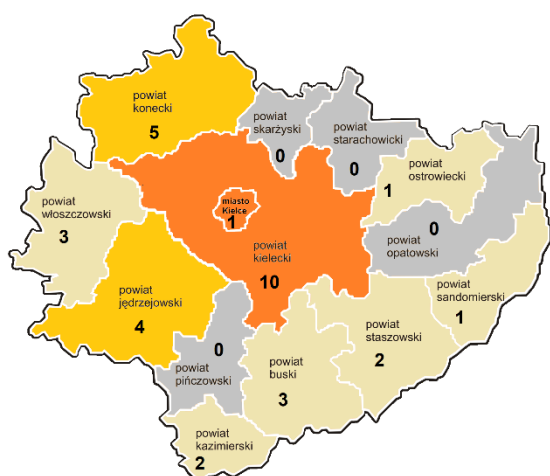 powiat
konecki
5
powiat
skarżyski
0
powiat
starachowicki
0
powiat
ostrowiecki
1
powiat
włoszczowski
3
miasto
Kielce
1
powiat
kielecki
10
0
powiat
opatowski
powiat
jędrzejowski
4
powiat
sandomierski
1
powiat
staszowski
2
0
powiat
pińczowski
powiat
buski
3
powiat
kazimierski
2